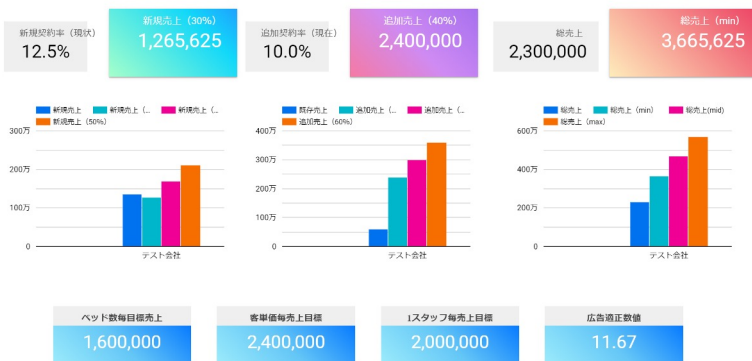 新規契約率（現状）
12.5%
新規売上（30%）
1,265,625
追加契約率（現在）
10.0%
追加売上（40%）
2,400,000
総売上
2,300,000
総売上（min）
3,665,625
新規売上 新規売上（... 新規売上（...
新規売上（50%）
300万
200万
100万
0
テスト会社
既存売上 追加売上（... 追加売上（...
追加売上（60%）
400万
300万
200万
100万
0
テスト会社
総売上 総売上（min） 総売上(mid)
総売上（max）
600万
400万
200万
0
テスト会社
ベッド数毎目標売上
1,600,000
客単価毎売上目標
2,400,000
1スタッフ毎売上目標
2,000,000
広告適正数値
11.67